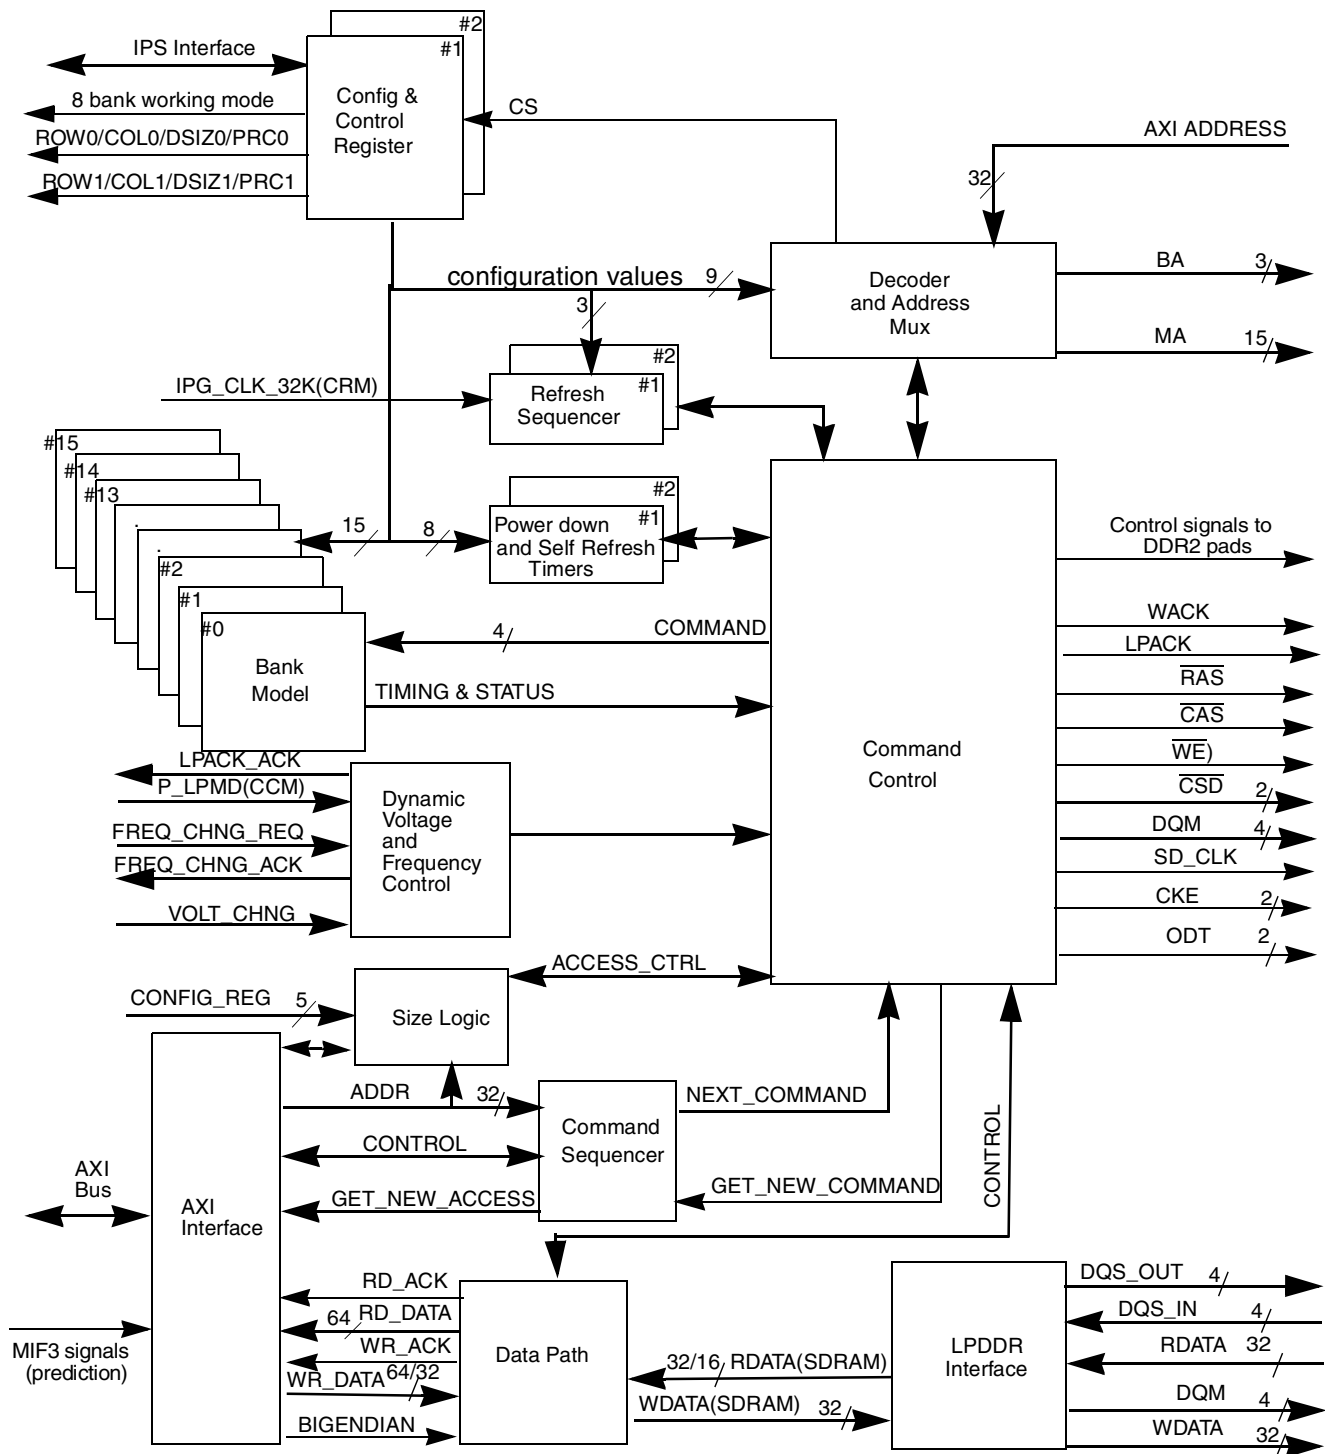 #2
#1
IPS Interface
8 bank working mode
ROW0/COL0/DSIZ0/PRC0
ROW1/COL1/DSIZ1/PRC1
Config &
Control
Register
CS
AXI ADDRESS
32
configuration values
9
3
Decoder
and Address
Mux
BA
3
MA
15
IPG_CLK_32K(CRM)
#2
#1
Refresh
Sequencer
#15
#14
#13
.
.
#2
#1
#0
Bank
Model
15
8
#2
#1
Power down
and Self Refresh
Timers
4
COMMAND
TIMING & STATUS
Command
Control
Control signals to
DDR2 pads
WACK
LPACK
RAS
CAS
WE)
CSD
2
DQM
4
SD_CLK
CKE
2
ODT
2
LPACK_ACK
P_LPMD(CCM)
FREQ_CHNG_REQ
FREQ_CHNG_ACK
VOLT_CHNG
Dynamic
Voltage
and
Frequency
Control
ACCESS_CTRL
CONFIG_REG
5
Size Logic
ADDR
32
CONTROL
GET_NEW_ACCESS
Command
Sequencer
NEXT_COMMAND
GET_NEW_COMMAND
CONTROL
AXI
Bus
AXI
Interface
MIF3 signals
(prediction)
RD_ACK
64
RD_DATA
WR_ACK
WR_DATA
64/32
BIGENDIAN
Data Path
32/16
RDATA(SDRAM)
WDATA(SDRAM)
32
LPDDR
Interface
DQS_OUT
4
DQS_IN
4
RDATA
32
DQM
4
WDATA
32